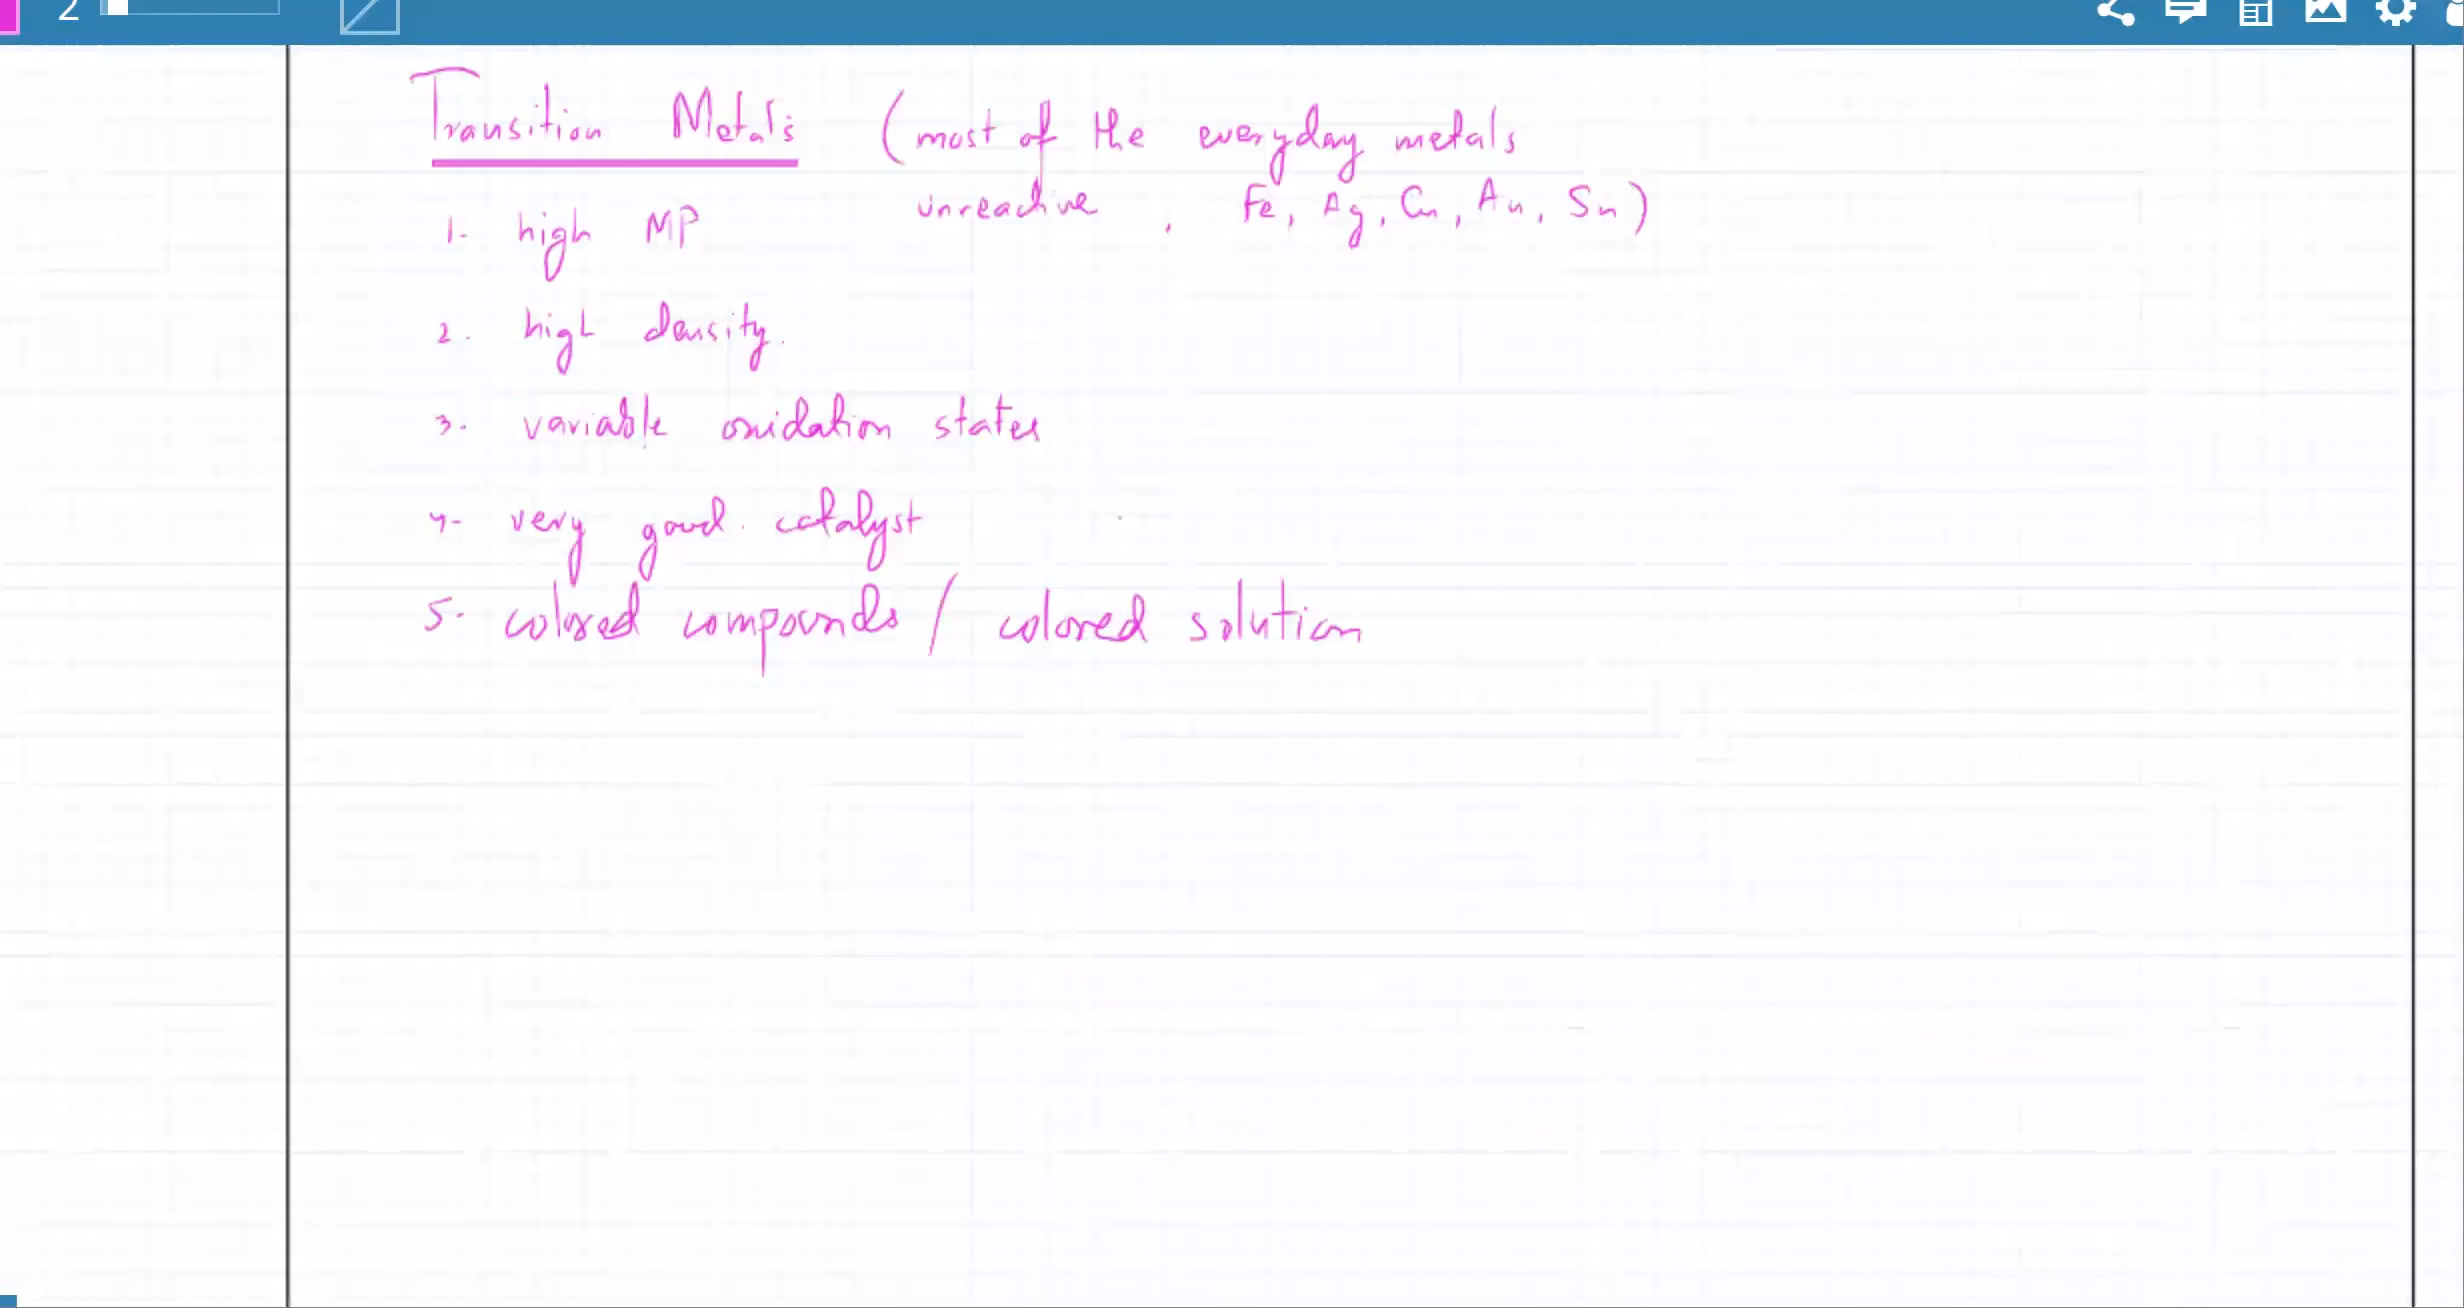 2
Transition Metals (most of the everyday metals
unreactive, Fe, Ag, Cu, Au, Sn)
1- high MP
2. high density.
3. variable oxidation states
4- very good. catalyst
5- colored compounds / colored solution